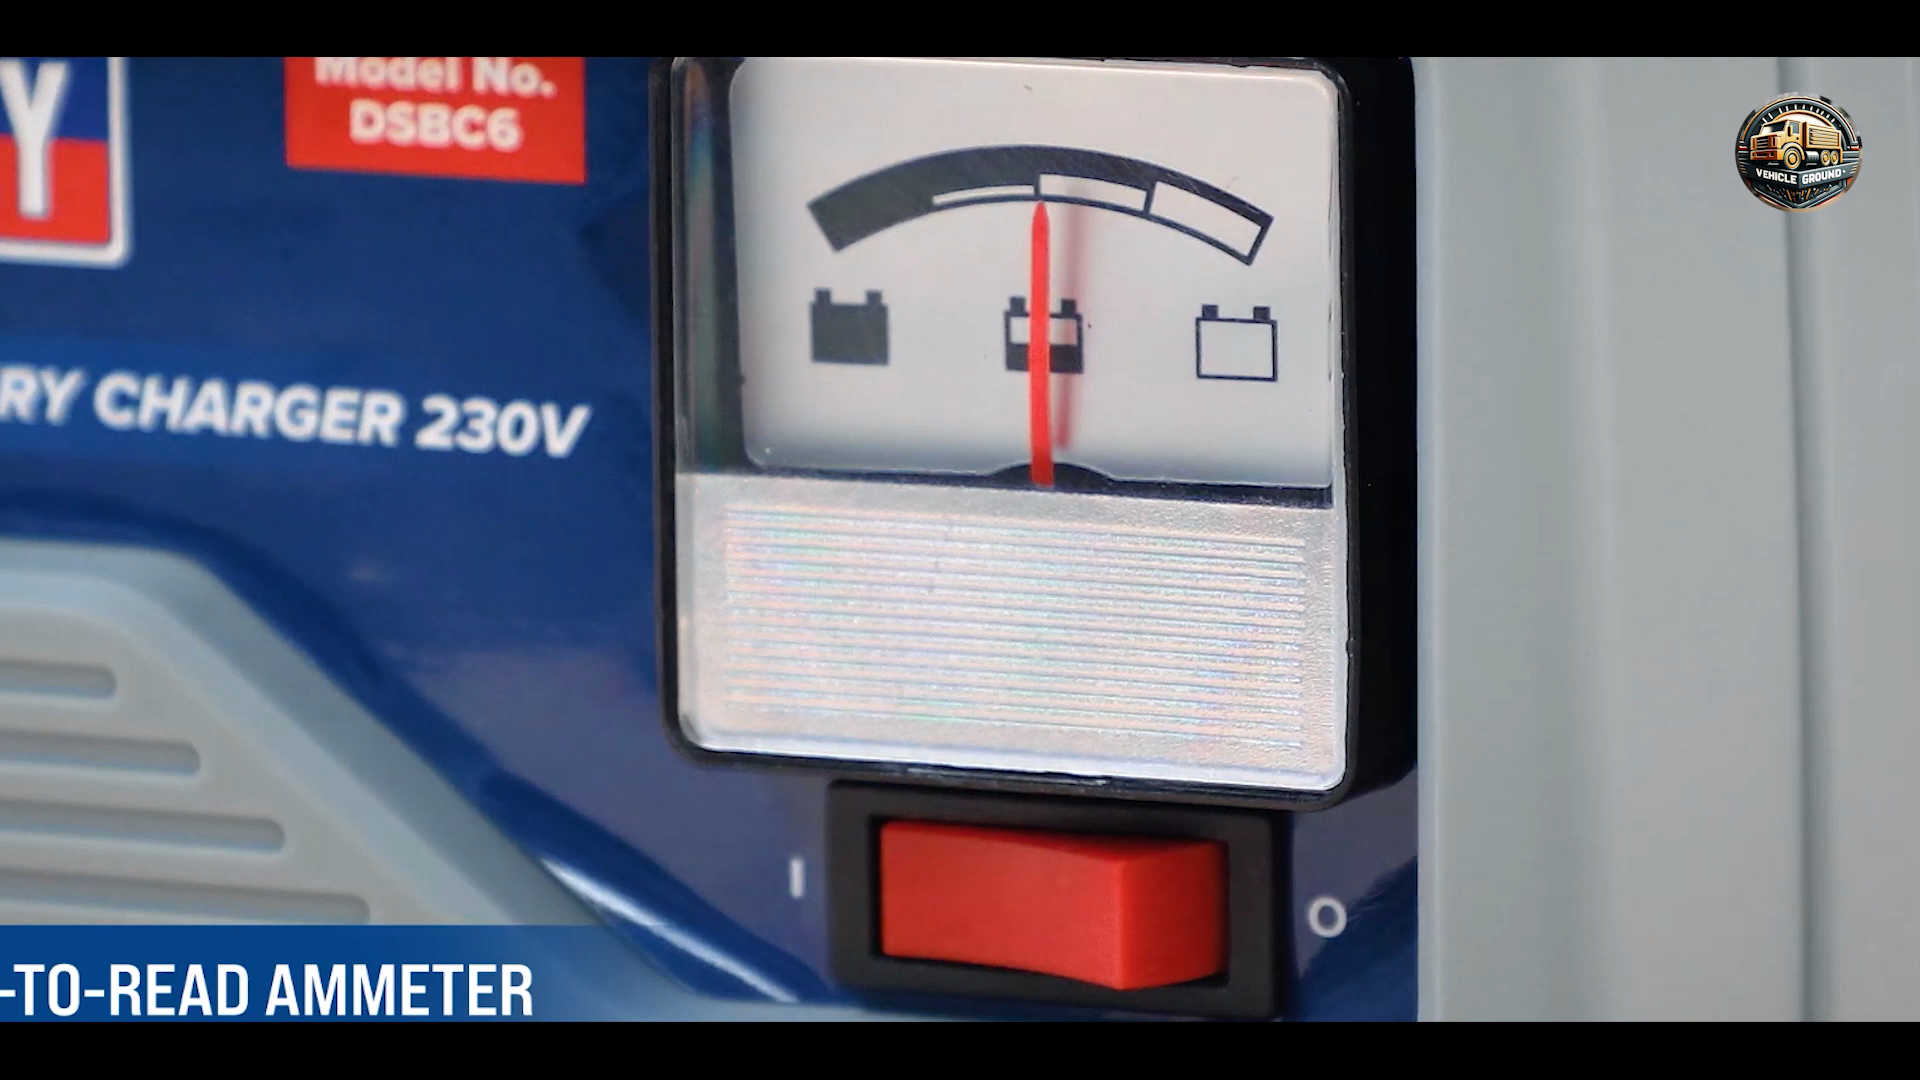 Y
Model No.
DSBC6
VEHICLE GROUND
RY CHARGER 230V
I
O
-TO-READ AMMETER